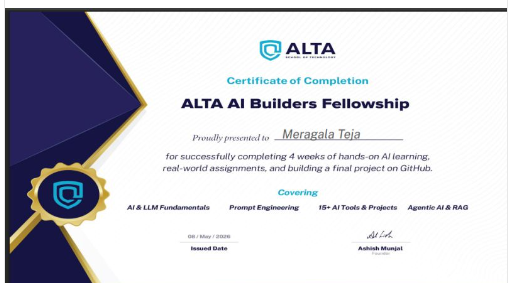 ALTA
SCHOOL OF TECHNOLOGY
Certificate of Completion
ALTA AI Builders Fellowship
Proudly presented to Meragala Teja
for successfully completing 4 weeks of hands-on AI learning,
real-world assignments, and building a final project on GitHub.
Covering
AI & LLM Fundamentals Prompt Engineering 15+ AI Tools & Projects Agentic AI & RAG
08 / May / 2026
Issued Date
Ashish Munjal
Founder